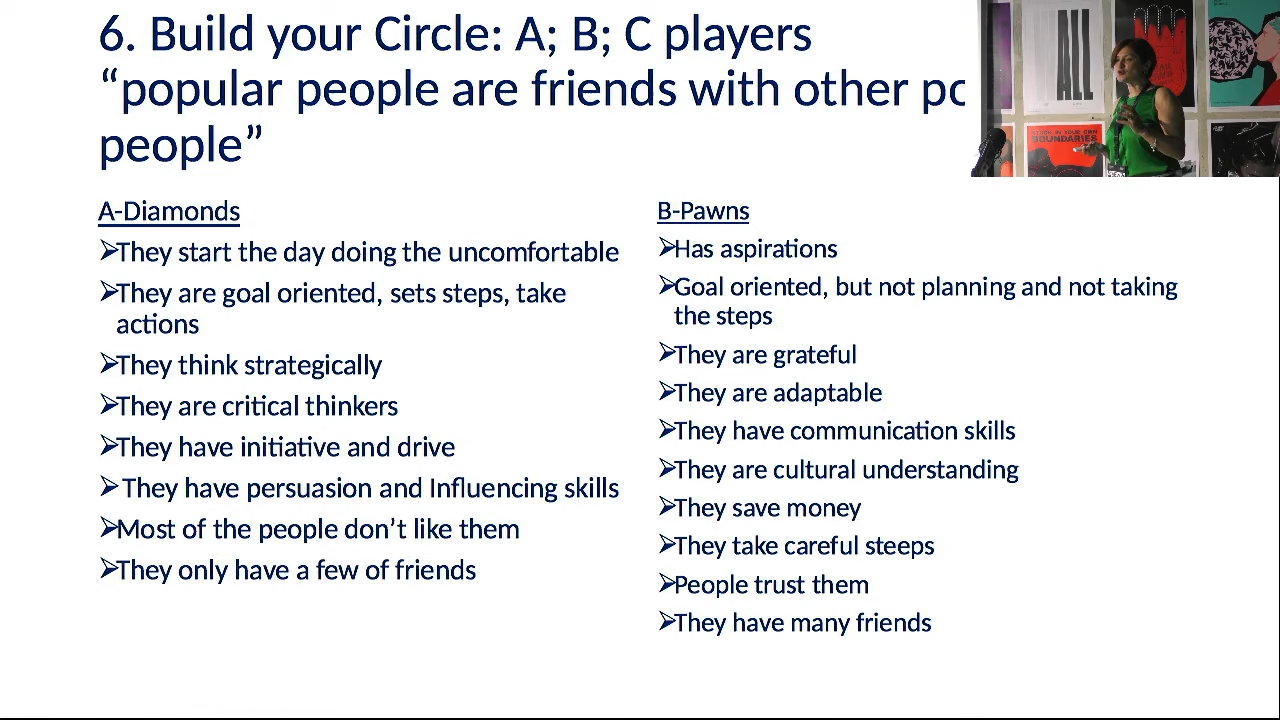 6. Build your Circle: A; B; C players
“popular people are friends with other po
people”
A-Diamonds
They start the day doing the uncomfortable
They are goal oriented, sets steps, take
actions
They think strategically
They are critical thinkers
They have initiative and drive
They have persuasion and Influencing skills
Most of the people don’t like them
They only have a few of friends
B-Pawns
Has aspirations
Goal oriented, but not planning and not taking
the steps
They are grateful
They are adaptable
They have communication skills
They are cultural understanding
They save money
They take careful steeps
People trust them
They have many friends
ALL
BOUNDARIES